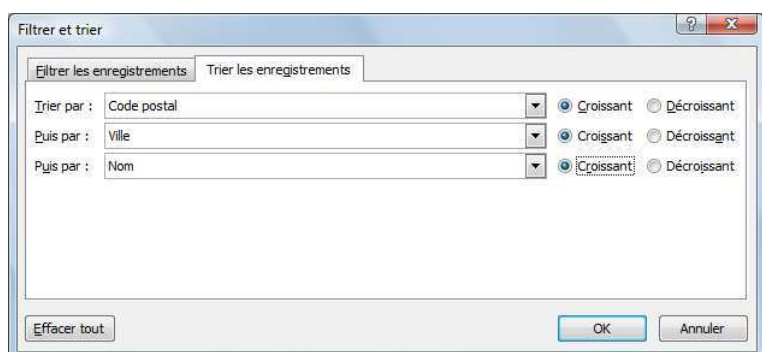 Filtrer et trier
Filtrer les enregistrements Trier les enregistrements
Trier par : Code postal Croissant Décroissant
Puis par : Ville Croissant Décroissant
Puis par : Nom Croissant Décroissant
Effacer tout OK Annuler